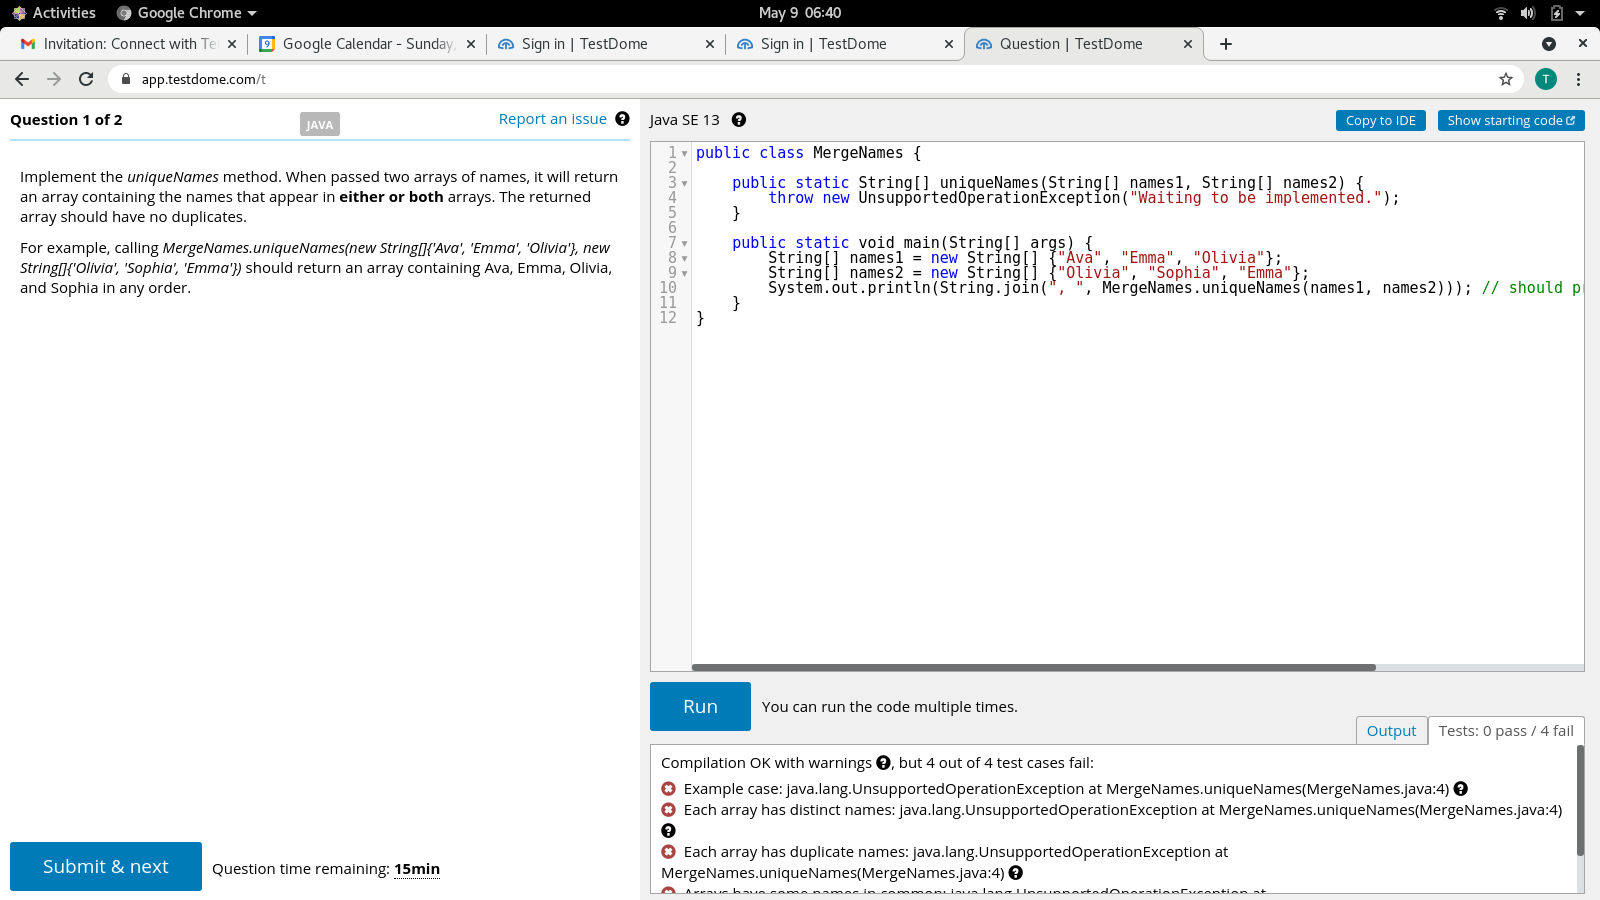 Activities Google Chrome May 9 06:40
Invitation: Connect with Te Google Calendar - Sunday, Sign in | TestDome Sign in | TestDome Question | TestDome
app.testdome.com/t T
Question 1 of 2 JAVA Report an issue
Implement the uniqueNames method. When passed two arrays of names, it will return
an array containing the names that appear in either or both arrays. The returned
array should have no duplicates.
For example, calling MergeNames.uniqueNames(new String[]{'Ava', 'Emma', 'Olivia'}, new
String[]{'Olivia', 'Sophia', 'Emma'}) should return an array containing Ava, Emma, Olivia,
and Sophia in any order.
Submit & next Question time remaining: 15min
Java SE 13 Copy to IDE Show starting code
1 public class MergeNames {
2
3 public static String[] uniqueNames(String[] names1, String[] names2) {
4 throw new UnsupportedOperationException("Waiting to be implemented.");
5 }
6
7 public static void main(String[] args) {
8 String[] names1 = new String[] {"Ava", "Emma", "Olivia"};
9 String[] names2 = new String[] {"Olivia", "Sophia", "Emma"};
10 System.out.println(String.join(", ", MergeNames.uniqueNames(names1, names2))); // should p
11 }
12 }
Run You can run the code multiple times.
Output Tests: 0 pass / 4 fail
Compilation OK with warnings ?, but 4 out of 4 test cases fail:
Example case: java.lang.UnsupportedOperationException at MergeNames.uniqueNames(MergeNames.java:4) ?
Each array has distinct names: java.lang.UnsupportedOperationException at MergeNames.uniqueNames(MergeNames.java:4)
?
Each array has duplicate names: java.lang.UnsupportedOperationException at
MergeNames.uniqueNames(MergeNames.java:4) ?
Arrays have some names in common: java.lang.UnsupportedOperationException at